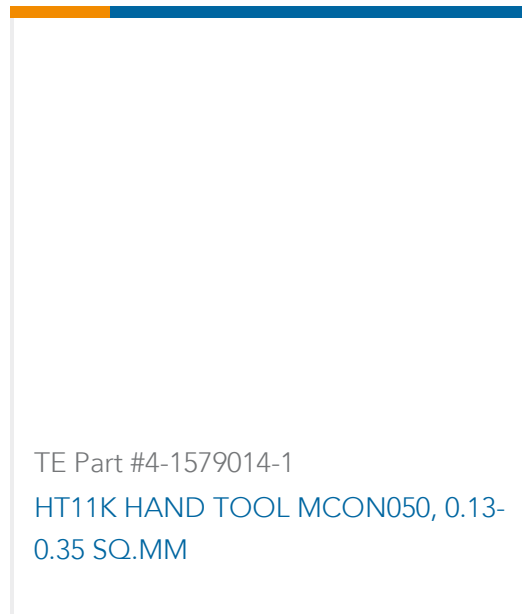 TE Part #4-1579014-1
HT11K HAND TOOL MCON050, 0.13-
0.35 SQ.MM